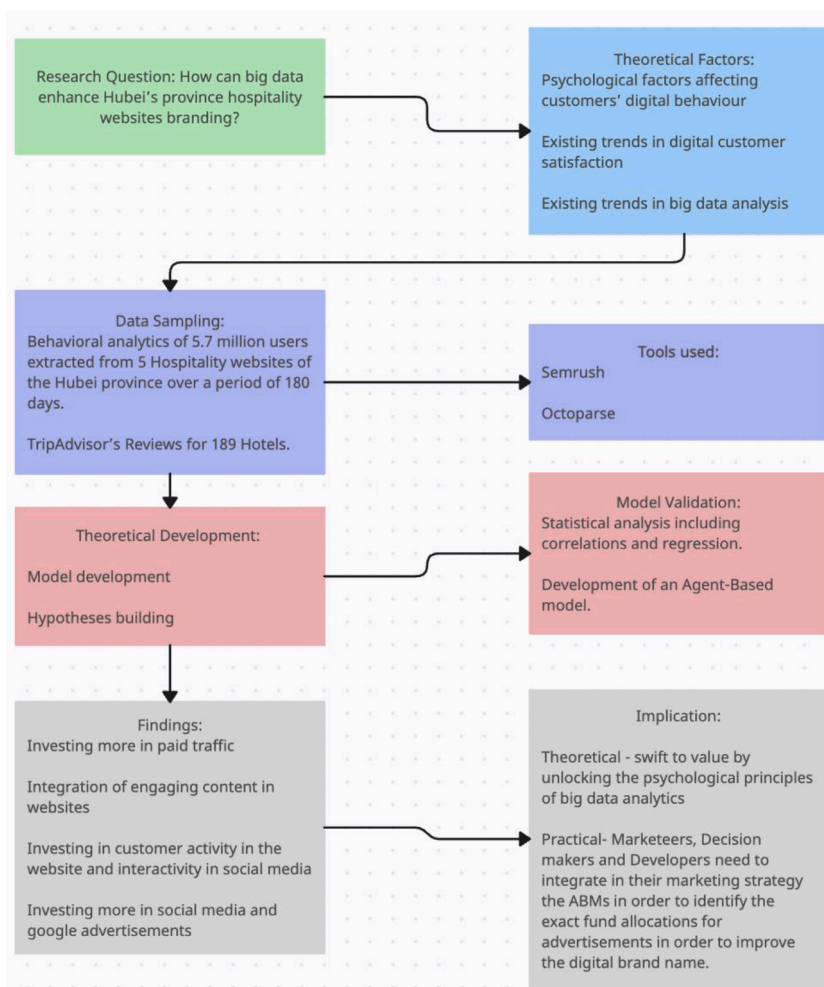 Research Question: How can big data
enhance Hubei's province hospitality
websites branding?
Theoretical Factors:
Psychological factors affecting
customers' digital behaviour
Existing trends in digital customer
satisfaction
Existing trends in big data analysis
Data Sampling:
Behavioral analytics of 5.7 million users
extracted from 5 Hospitality websites of
the Hubei province over a period of 180
days.
TripAdvisor's Reviews for 189 Hotels.
Tools used:
Semrush
Octoparse
Theoretical Development:
Model development
Hypotheses building
Model Validation:
Statistical analysis including
correlations and regression.
Development of an Agent-Based
model.
Findings:
Investing more in paid traffic
Integration of engaging content in
websites
Investing in customer activity in the
website and interactivity in social media
Investing more in social media and
google advertisements
Implication:
Theoretical - swift to value by
unlocking the psychological principles
of big data analytics
Practical- Marketeers, Decision
makers and Developers need to
integrate in their marketing strategy
the ABMs in order to identify the
exact fund allocations for
advertisements in order to improve
the digital brand name.